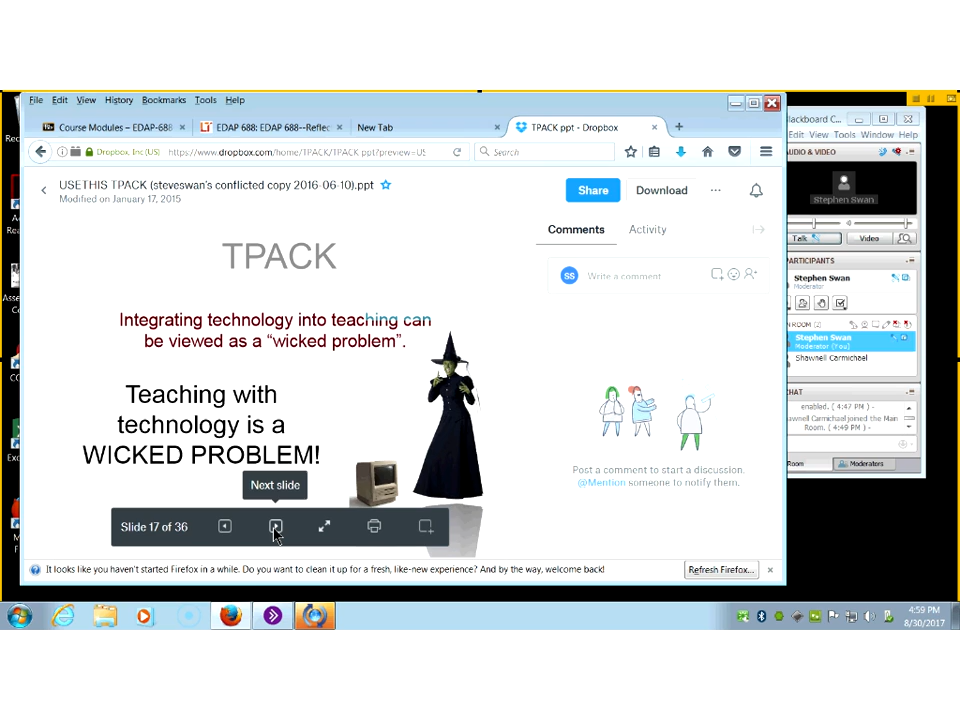 File Edit View History Bookmarks Tools Help
Course Modules – EDAP-688
EDAP 688: EDAP 688--Reflec
New Tab
TPACK ppt - Dropbox
Dropbox, Inc (US)
https://www.dropbox.com/home/TPACK/TPACK ppt?preview=US
Search
USETHIS TPACK (steveswan's conflicted copy 2016-06-10).ppt
Modified on January 17, 2015
Share
Download
Comments
Activity
SS
Write a comment
TPACK
Integrating technology into teaching can
be viewed as a “wicked problem”.
Teaching with
technology is a
WICKED PROBLEM!
Next slide
Slide 17 of 36
Post a comment to start a discussion.
@Mention someone to notify them.
It looks like you haven't started Firefox in a while. Do you want to clean it up for a fresh, like-new experience? And by the way, welcome back!
Refresh Firefox...
lackboard C...
Edit View Tools Window Help
UDIO & VIDEO
Stephen Swan
Talk
Video
PARTICIPANTS
Stephen Swan
Moderator
N ROOM (2)
Stephen Swan
Moderator (You)
Shawnell Carmichael
HAT
enabled. ( 4:47 PM ) -
awnell Carmichael joined the Man
Room. ( 4:49 PM ) -
Room
Moderators
4:59 PM
8/30/2017